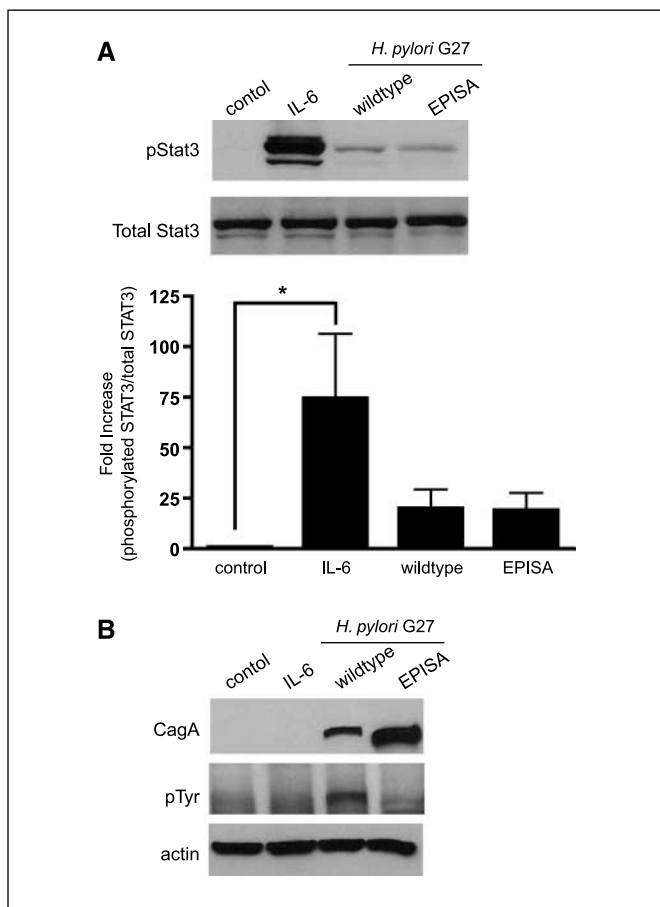 A
H. pylori G27
contol
IL-6
wildtype
EPISA
pStat3
Total Stat3
*
Fold Increase
(phosphorylated STAT3/total STAT3)
125
100
75
50
25
0
control
IL-6
wildtype
EPISA
B
H. pylori G27
contol
IL-6
wildtype
EPISA
CagA
pTyr
actin